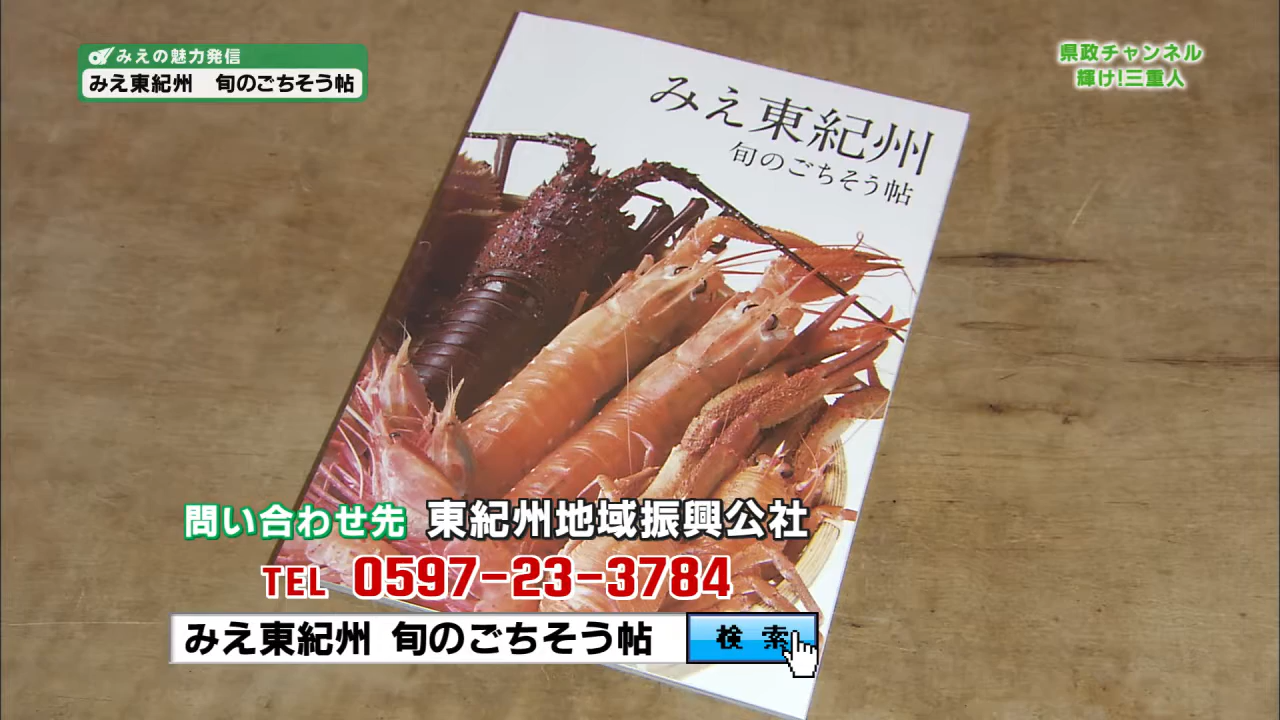 みえの魅力発信
みえ東紀州 旬のごちそう帖
県政チャンネル
輝け!三重人
みえ東紀州
旬のごちそう帖
問い合わせ先 東紀州地域振興公社
TEL 0597-23-3784
みえ東紀州 旬のごちそう帖 検索